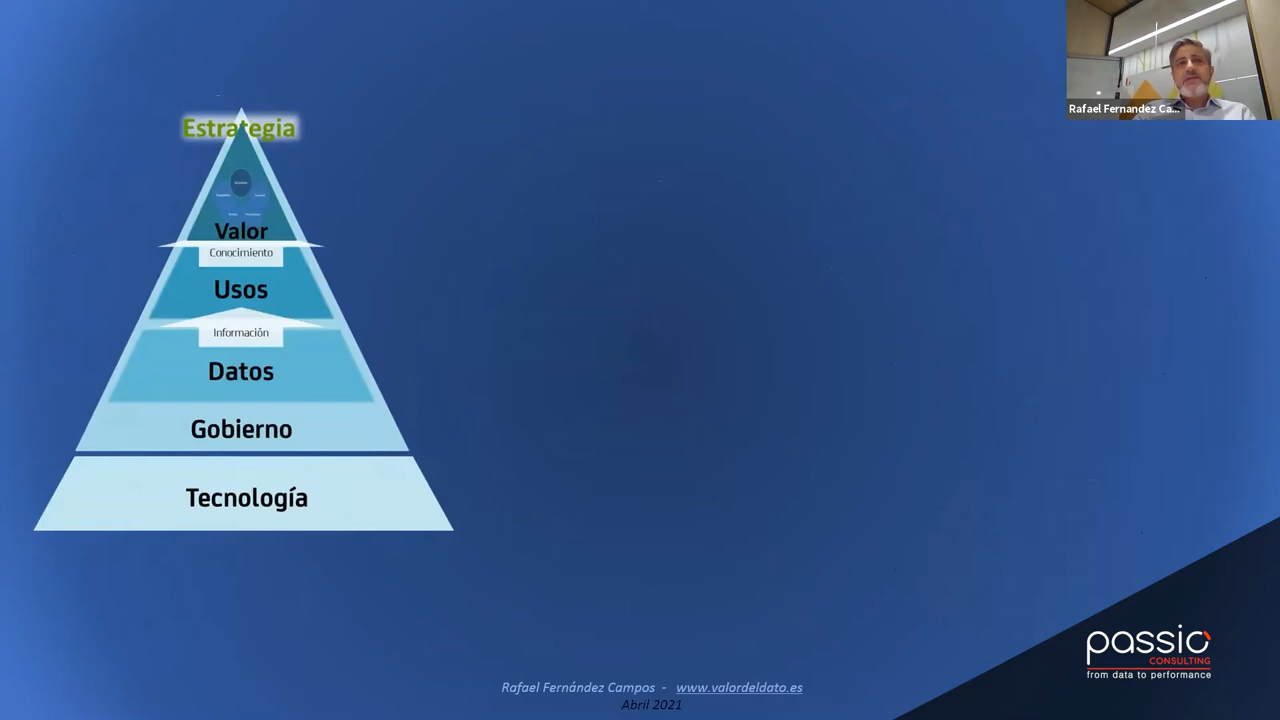 Rafael Fernandez Ca...
Estrategia
Valor
Conocimiento
Usos
Información
Datos
Gobierno
Tecnología
passiò
CONSULTING
from data to performance
Rafael Fernández Campos - www.valordeldato.es
Abril 2021